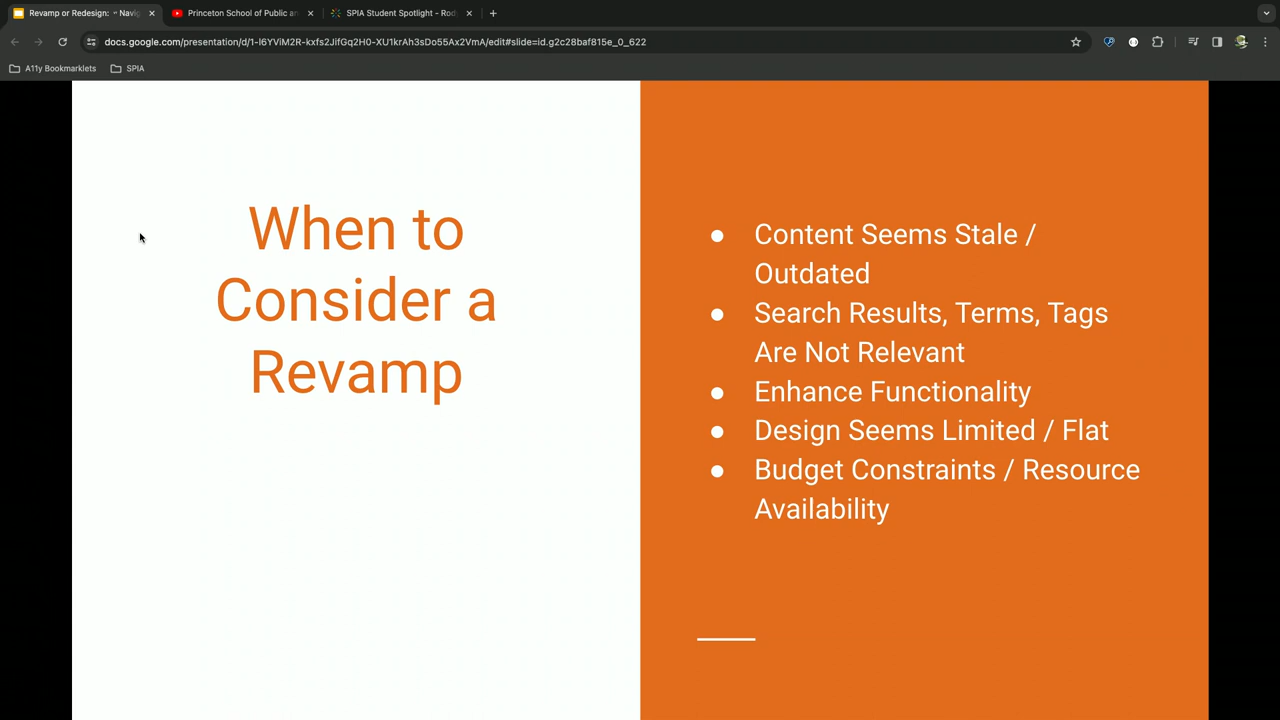 Revamp or Redesign: " Navig
Princeton School of Public an
SPIA Student Spotlight - Rod
docs.google.com/presentation/d/1-l6YViM2R-kxfs2JifGq2H0-XU1krAh3sDo55Ax2VmA/edit#slide=id.g2c28baf815e_0_622
A11y Bookmarklets
SPIA
When to
Consider a
Revamp
● Content Seems Stale /
Outdated
● Search Results, Terms, Tags
Are Not Relevant
● Enhance Functionality
● Design Seems Limited / Flat
● Budget Constraints / Resource
Availability